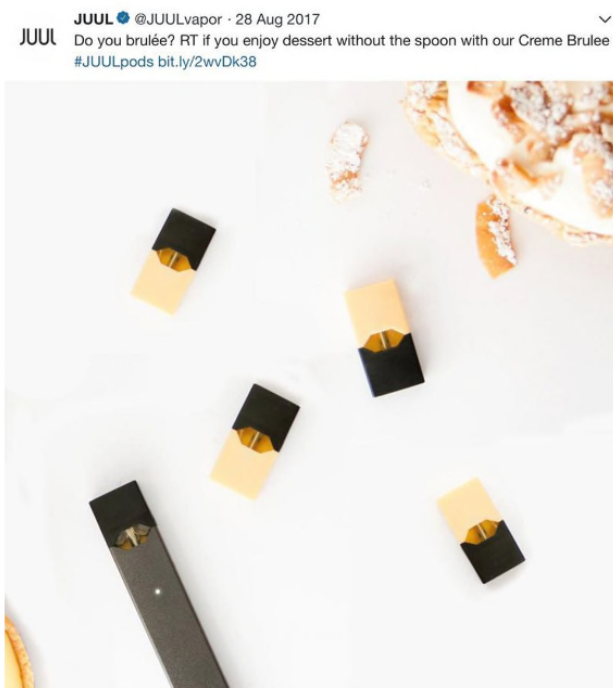 JUUL @JUULvapor · 28 Aug 2017
JUUL Do you brulée? RT if you enjoy dessert without the spoon with our Creme Brulee
#JUULpods bit.ly/2wvDk38